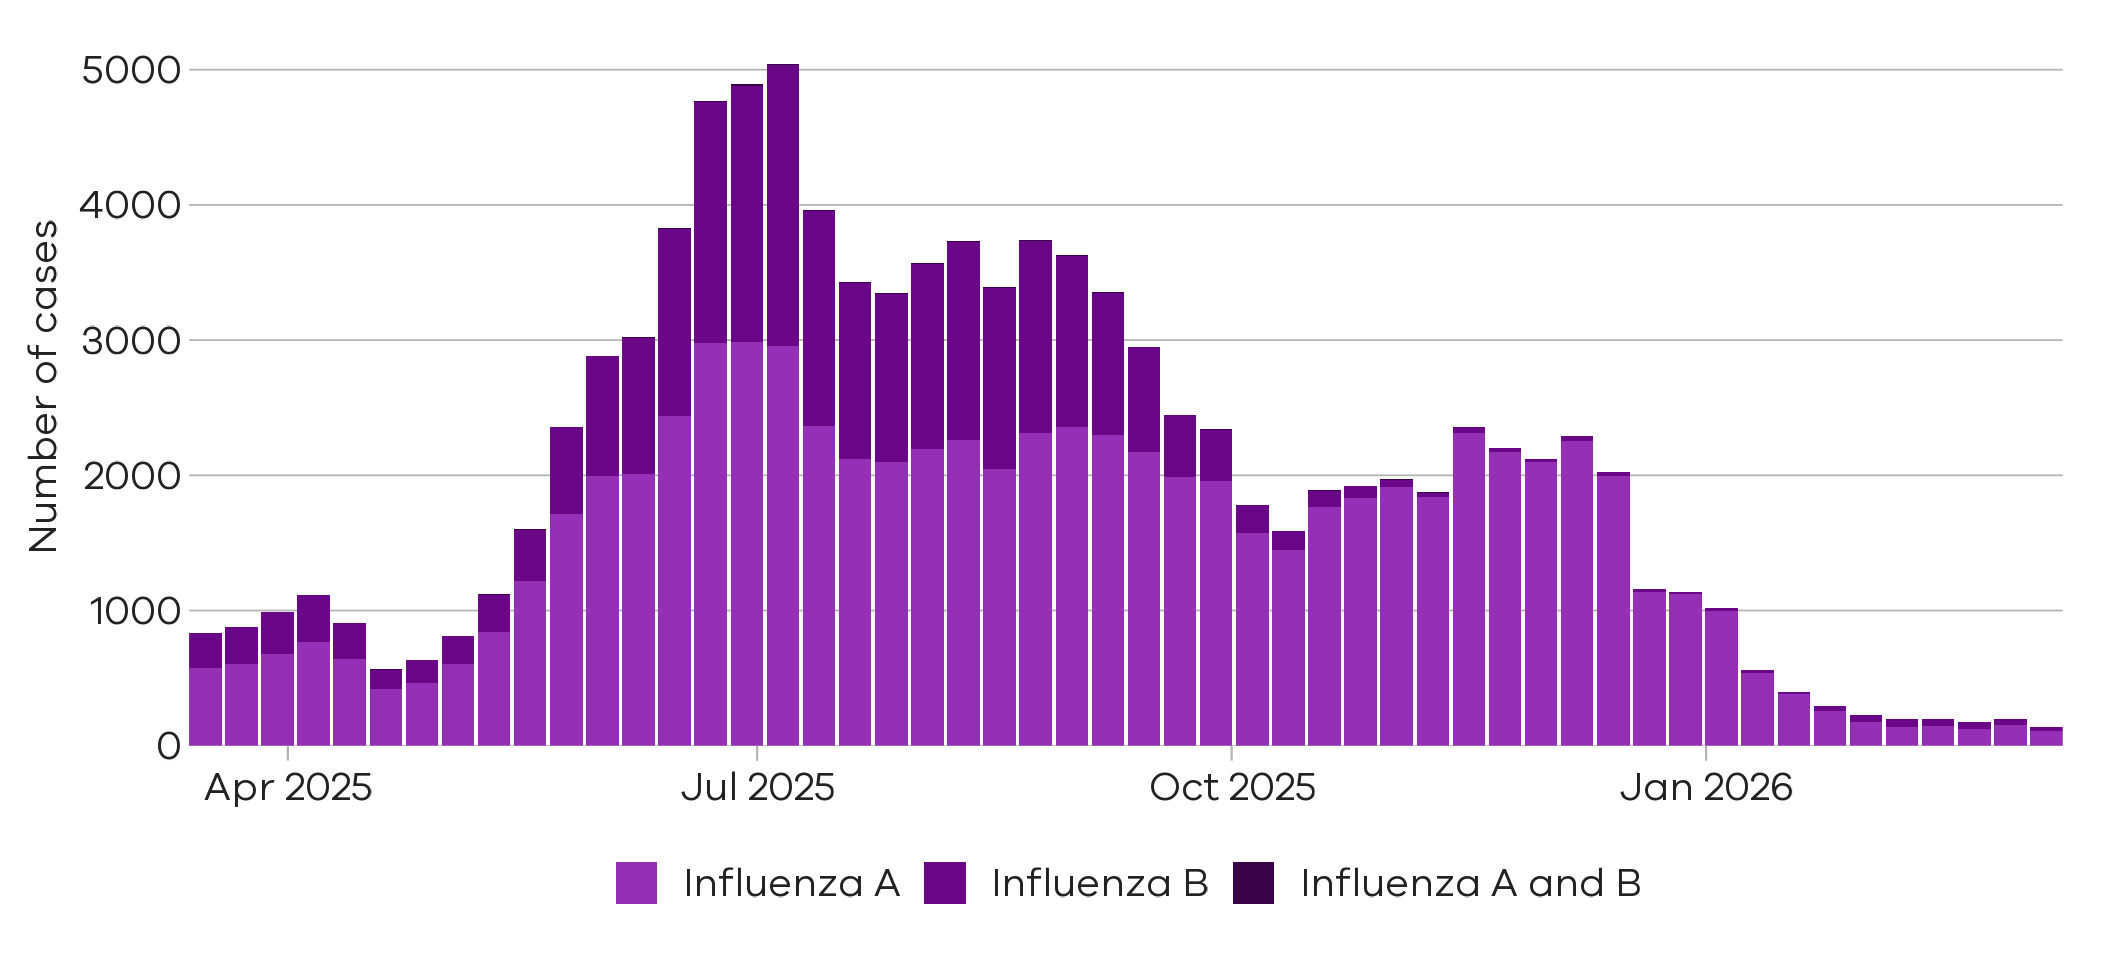 5000
4000
3000
2000
1000
0
Number of cases
Apr 2025 Jul 2025 Oct 2025 Jan 2026
Influenza A Influenza B Influenza A and B